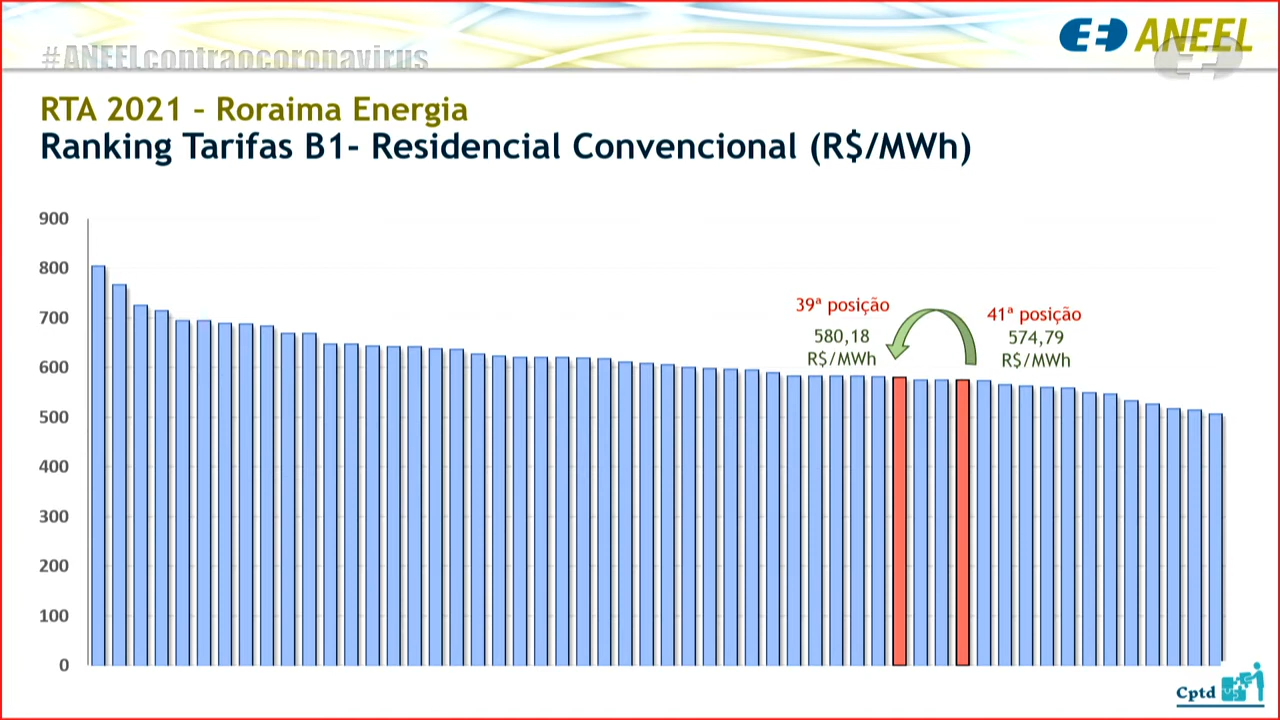 #ANEELcontraocoronavirus
ANEEL
RTA 2021 – Roraima Energia
Ranking Tarifas B1- Residencial Convencional (R$/MWh)
900
800
700
600
500
400
300
200
100
0
39ª posição
580,18
R$/MWh
41ª posição
574,79
R$/MWh
Cptd